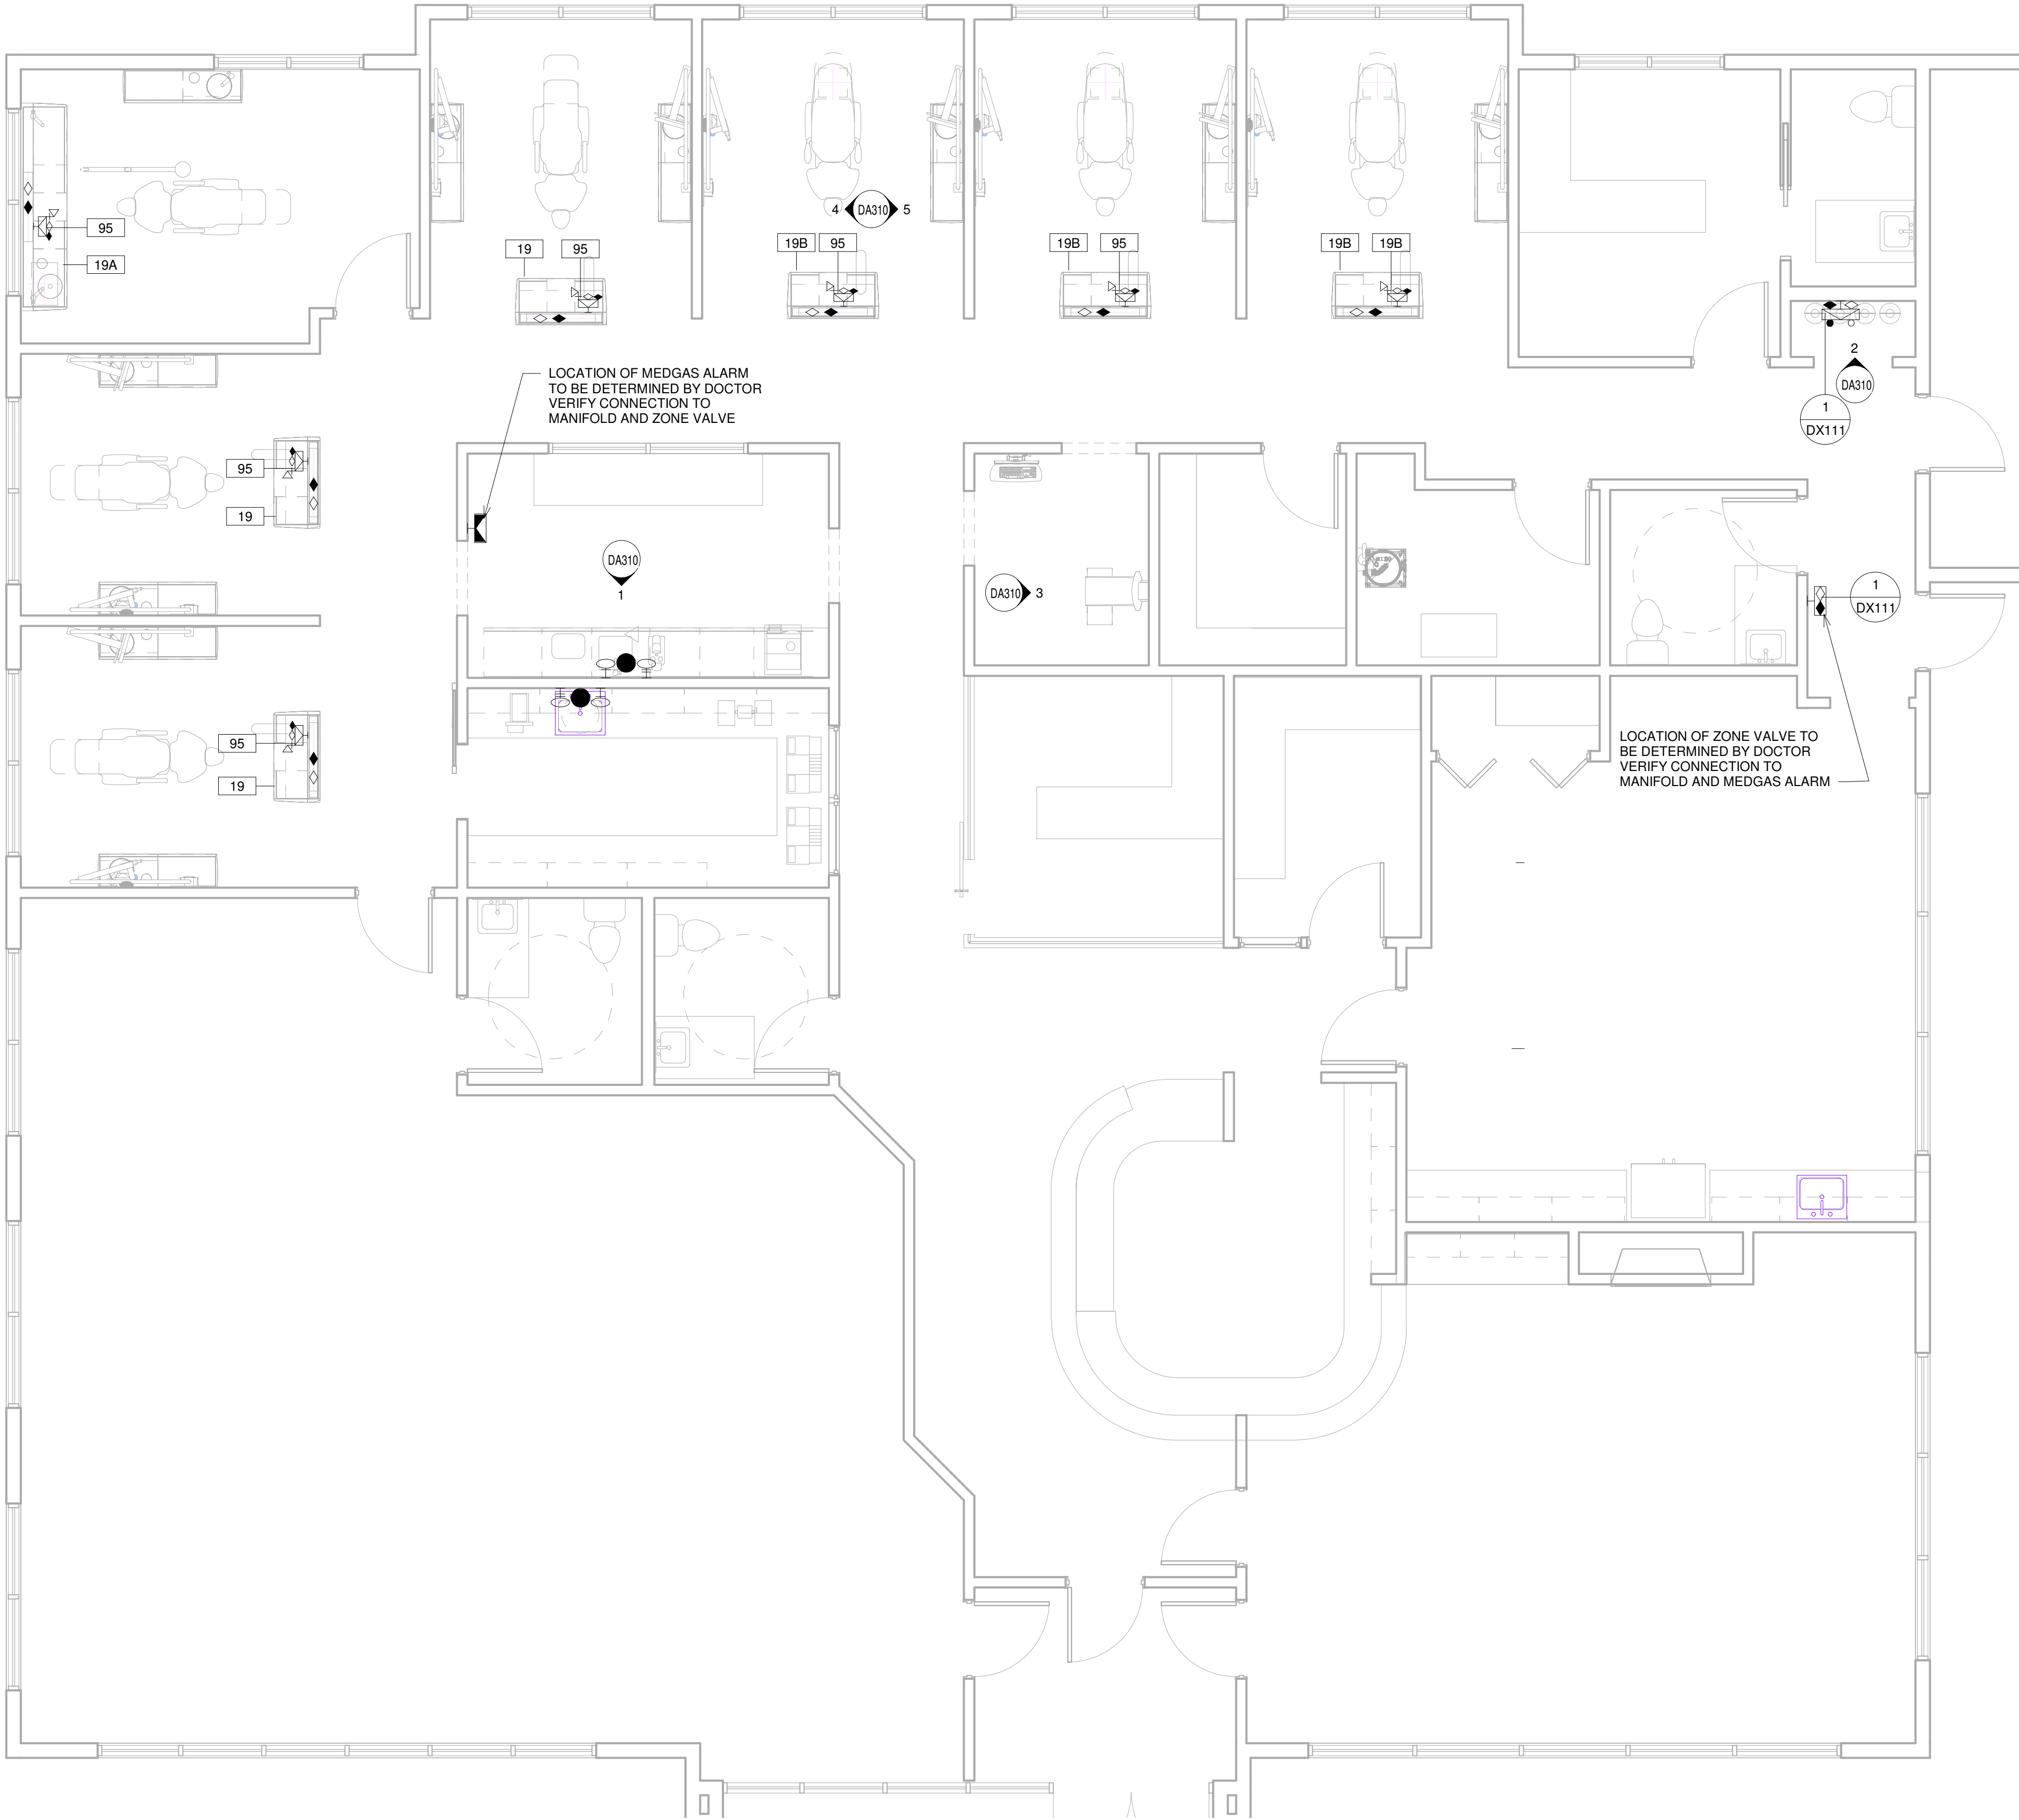 4 DA310 5
95
19A
19
95
19B
95
19B
95
19B
19B
LOCATION OF MEDGAS ALARM
TO BE DETERMINED BY DOCTOR
VERIFY CONNECTION TO
MANIFOLD AND ZONE VALVE
2
DA310
1
DX111
95
19
DA310
1
DA310 3
1
DX111
95
19
LOCATION OF ZONE VALVE TO
BE DETERMINED BY DOCTOR
VERIFY CONNECTION TO
MANIFOLD AND MEDGAS ALARM